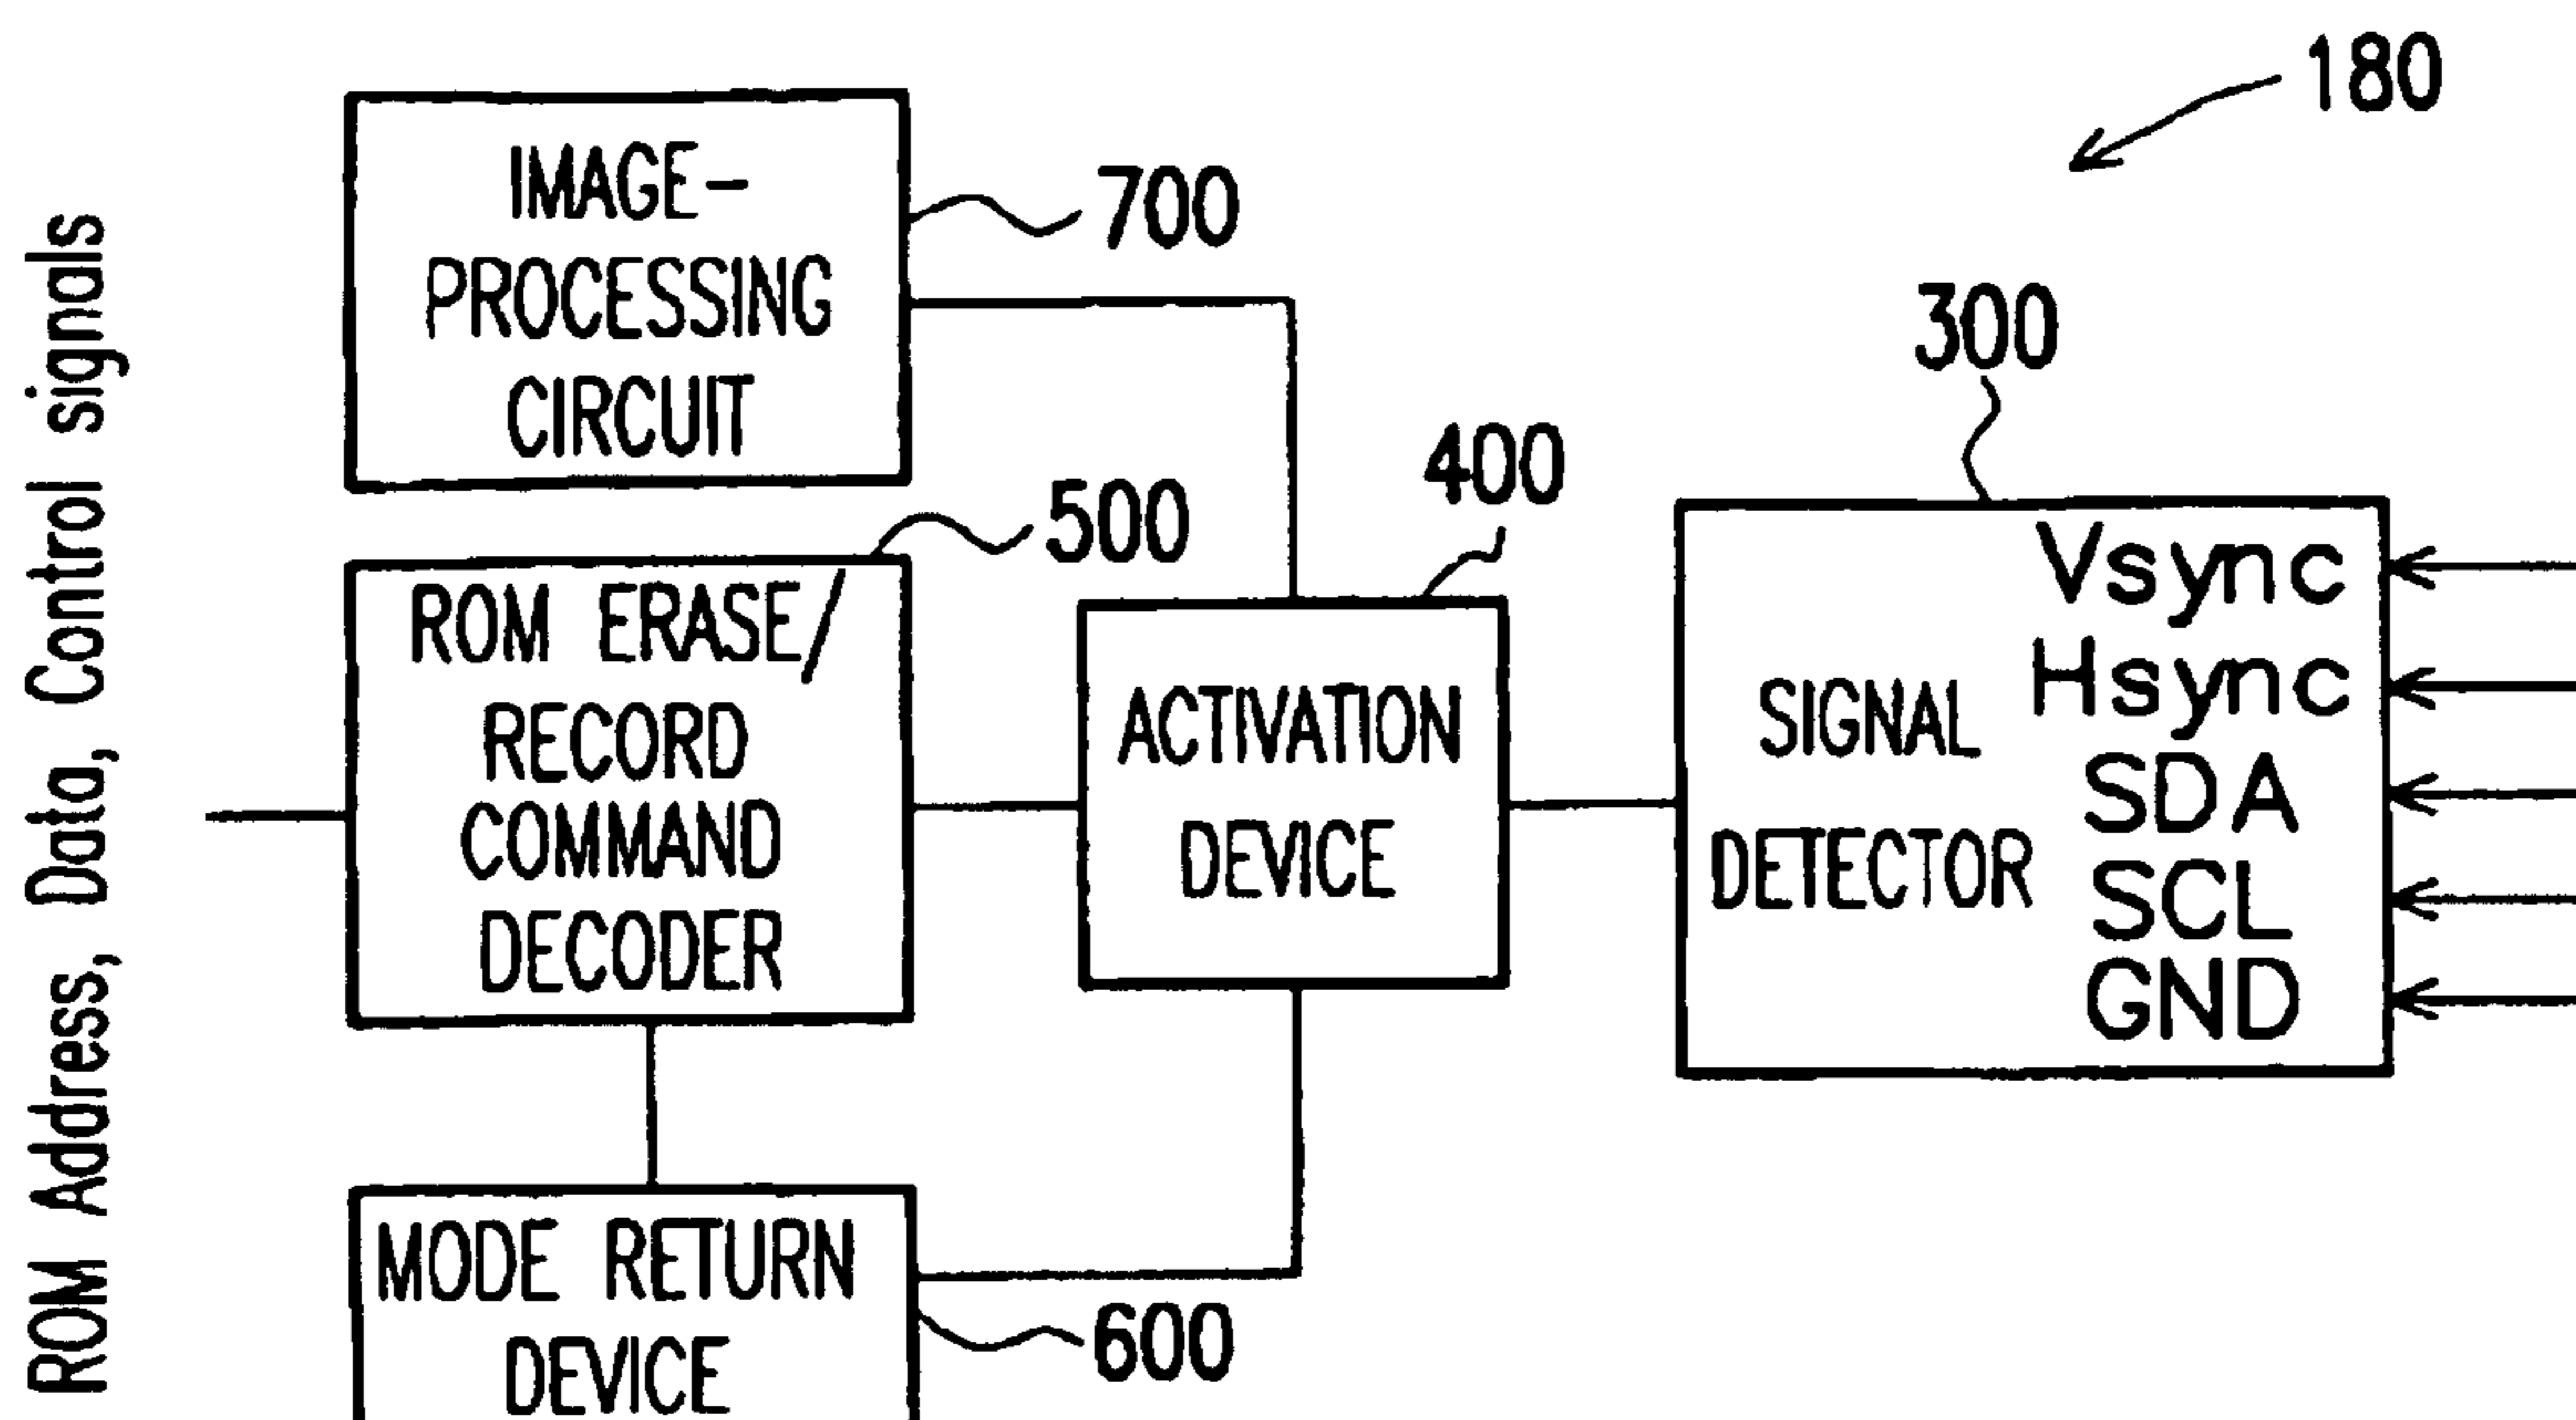 180
IMAGE-
PROCESSING
CIRCUIT
700
300
400
500
ROM ERASE/
RECORD
COMMAND
DECODER
ACTIVATION
DEVICE
SIGNAL
DETECTOR
Vsync
Hsync
SDA
SCL
GND
MODE RETURN
DEVICE
600
ROM Address, Data, Control signals